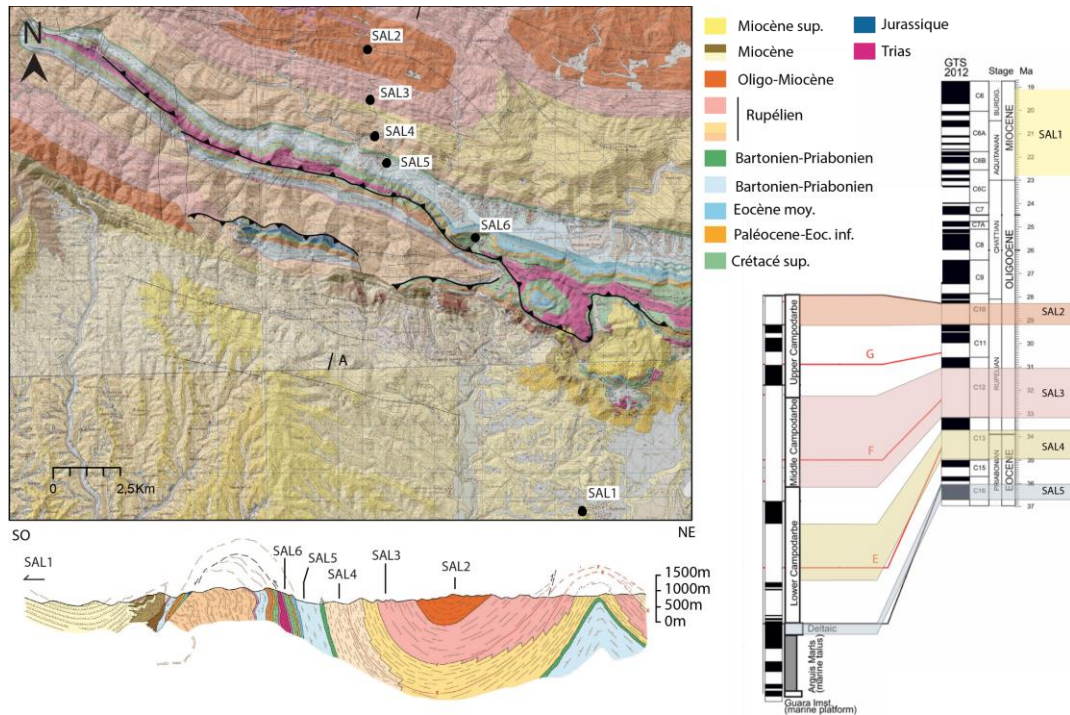 N
SAL2
SAL3
SAL4
SAL5
SAL6
A
0
2,5Km
SAL1
SO
NE
SAL1
SAL6
SAL5
SAL4
SAL3
SAL2
1500m
1000m
500m
0m
Miocène sup.
Miocène
Oligo-Miocène
Rupélien
Bartonien-Priabonien
Bartonien-Priabonien
Eocène moy.
Paléocene-Eoc. inf.
Crétacé sup.
Jurassique
Trias
GTS
2012
Stage
Ma
C6
C6A
C6B
C6C
C7
C7A
C8
C9
C10
C11
C12
C13
C15
C16
BURDIG.
AQUITANIAN
CHATTIAN
RUPELIAN
PRIABONIAN
MIOCENE
OLIGOCENE
EOCENE
19
20
21
22
23
24
25
26
27
28
29
30
31
32
33
34
35
36
37
SAL1
SAL2
SAL3
SAL4
SAL5
Upper Campodarbe
Middle Campodarbe
Lower Campodarbe
Deltaic
Arguis Marls
(marine talus)
Guara lmst.
(marine platform)
G
F
E